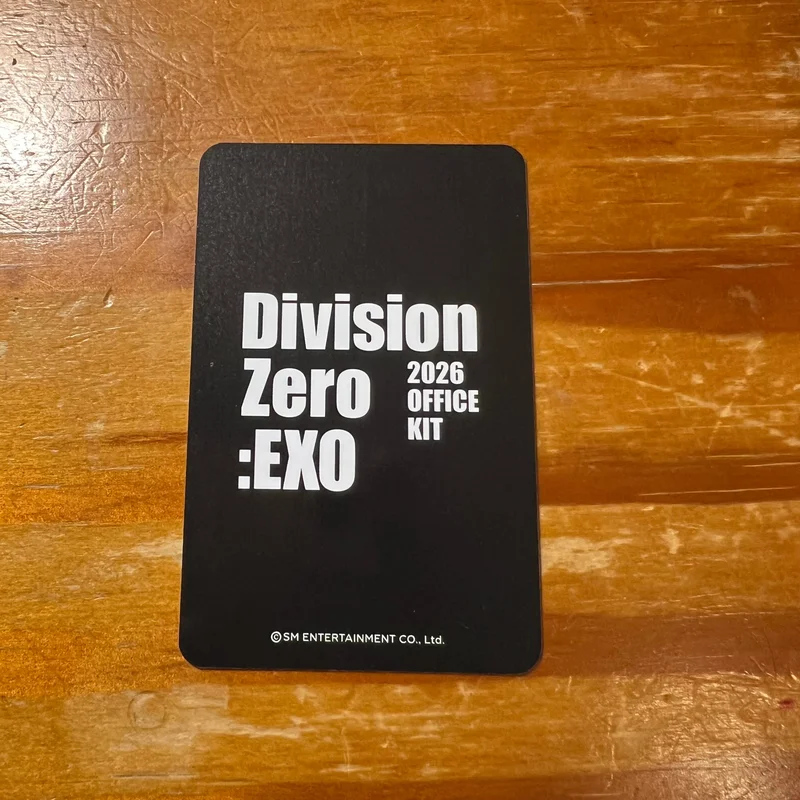 Division
Zero
:EXO
2026
OFFICE
KIT
©SM ENTERTAINMENT CO., Ltd.